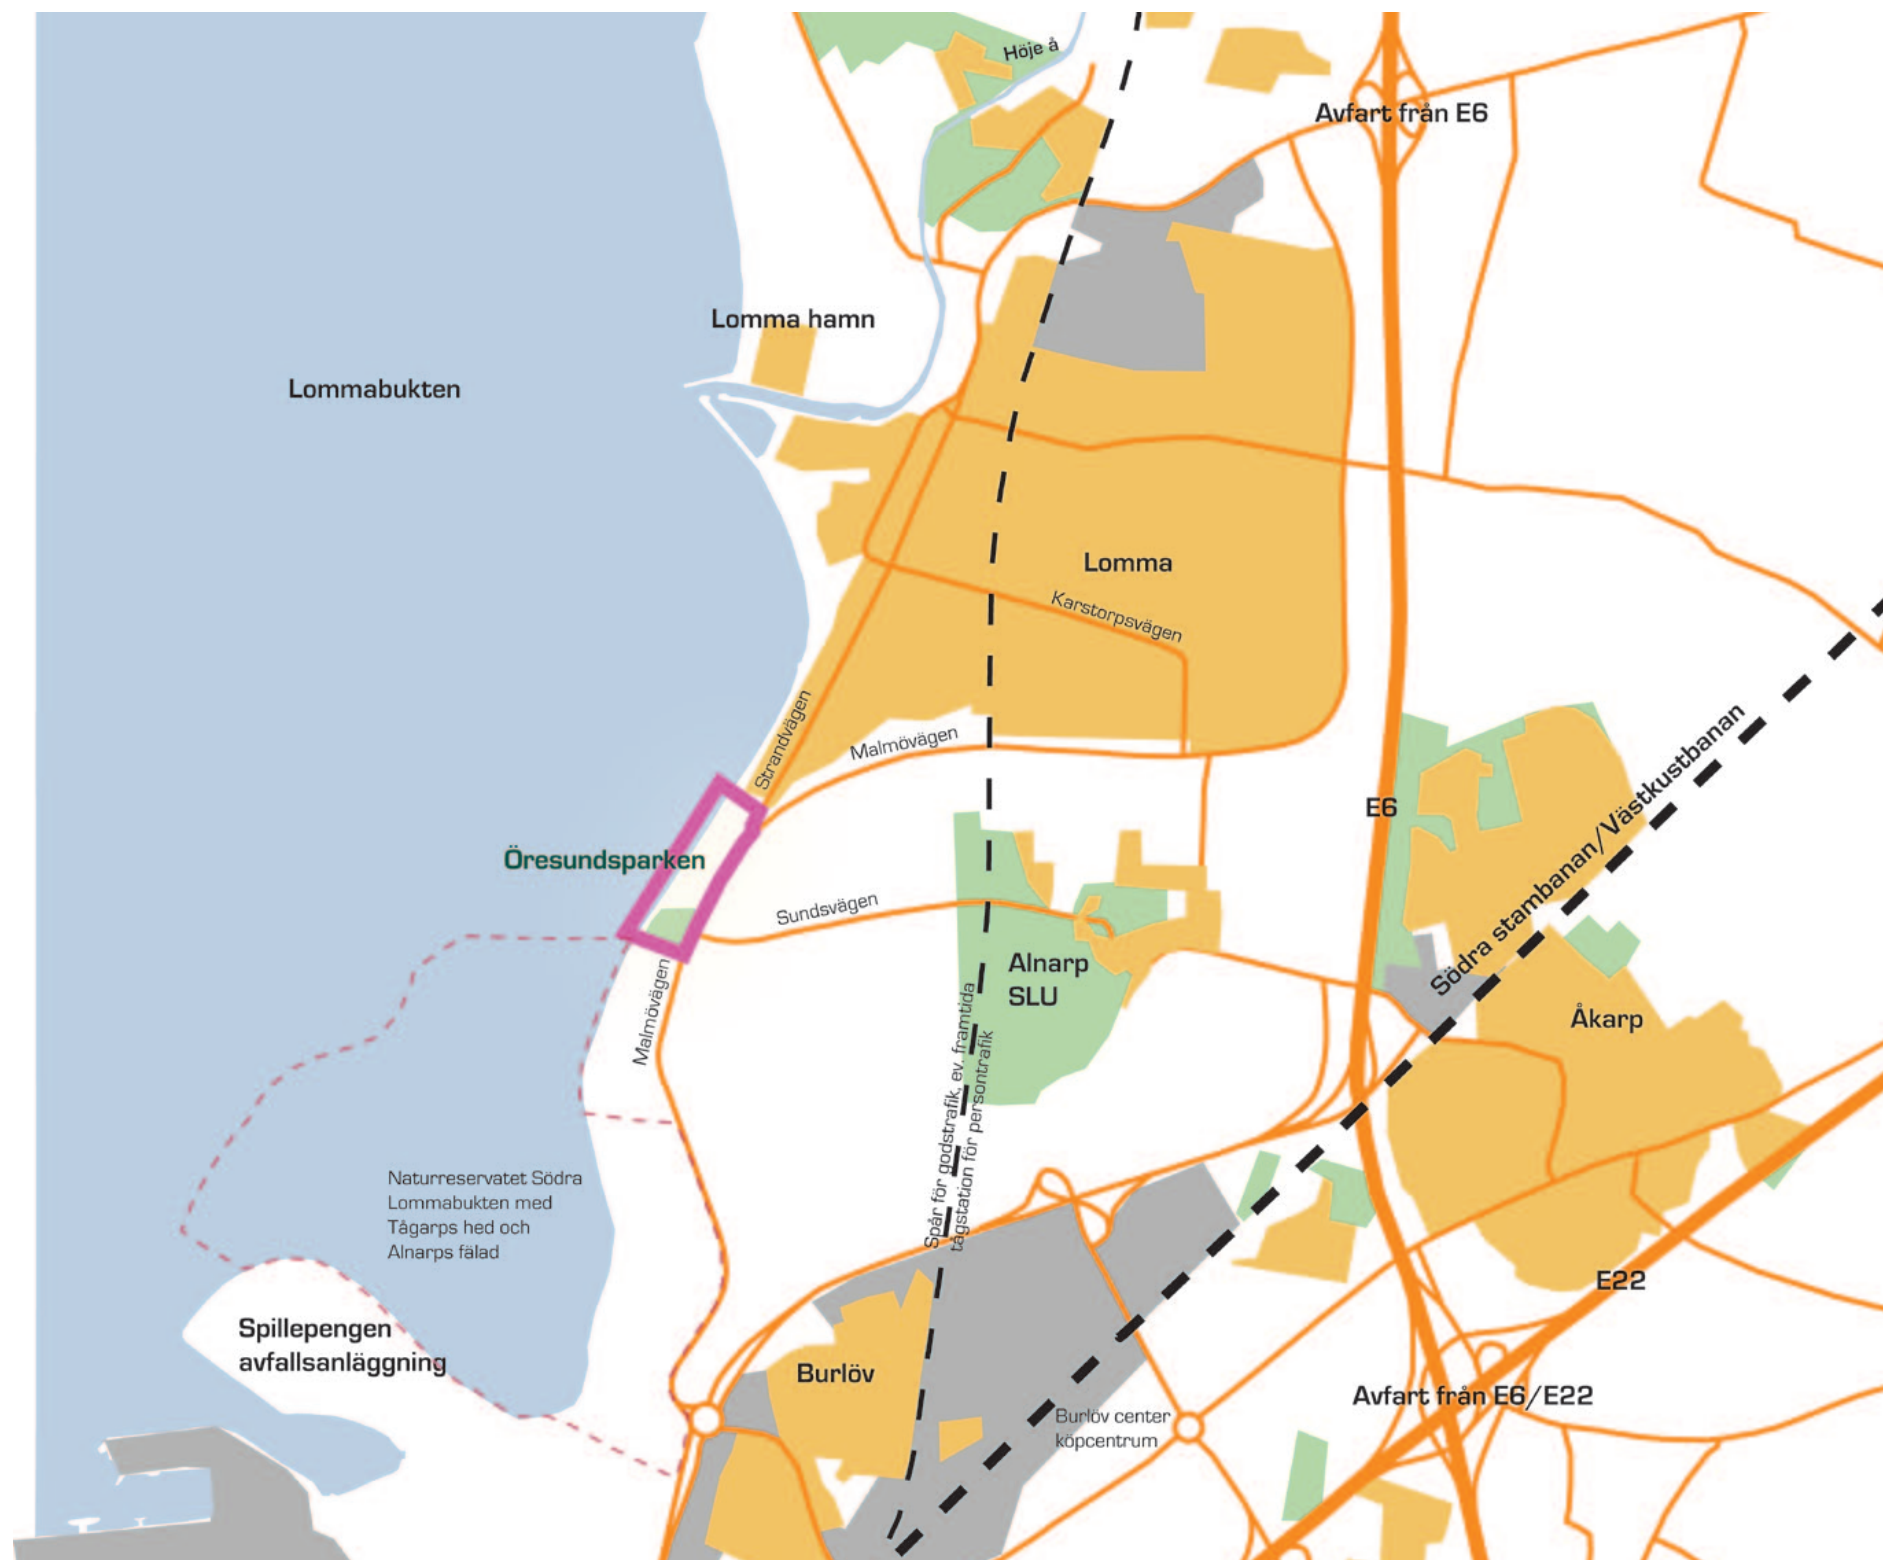 Höje å
Avfart från E6
Lomma hamn
Lommabukten
Lomma
Karstorpsvägen
Strandvägen
Malmövägen
Södra stambanan/Västkustbanan
E6
Öresundsparken
Sundsvägen
Alnarp
SLU
Åkarp
Malmövägen
Spår för godstrafik, ev. framtida
tågstation för persontrafik
Naturreservatet Södra
Lommabukten med
Tågarps hed och
Alnarps fälad
E22
Spillepengen
avfallsanläggning
Burlöv
Avfart från E6/E22
Burlöv center
köpcentrum